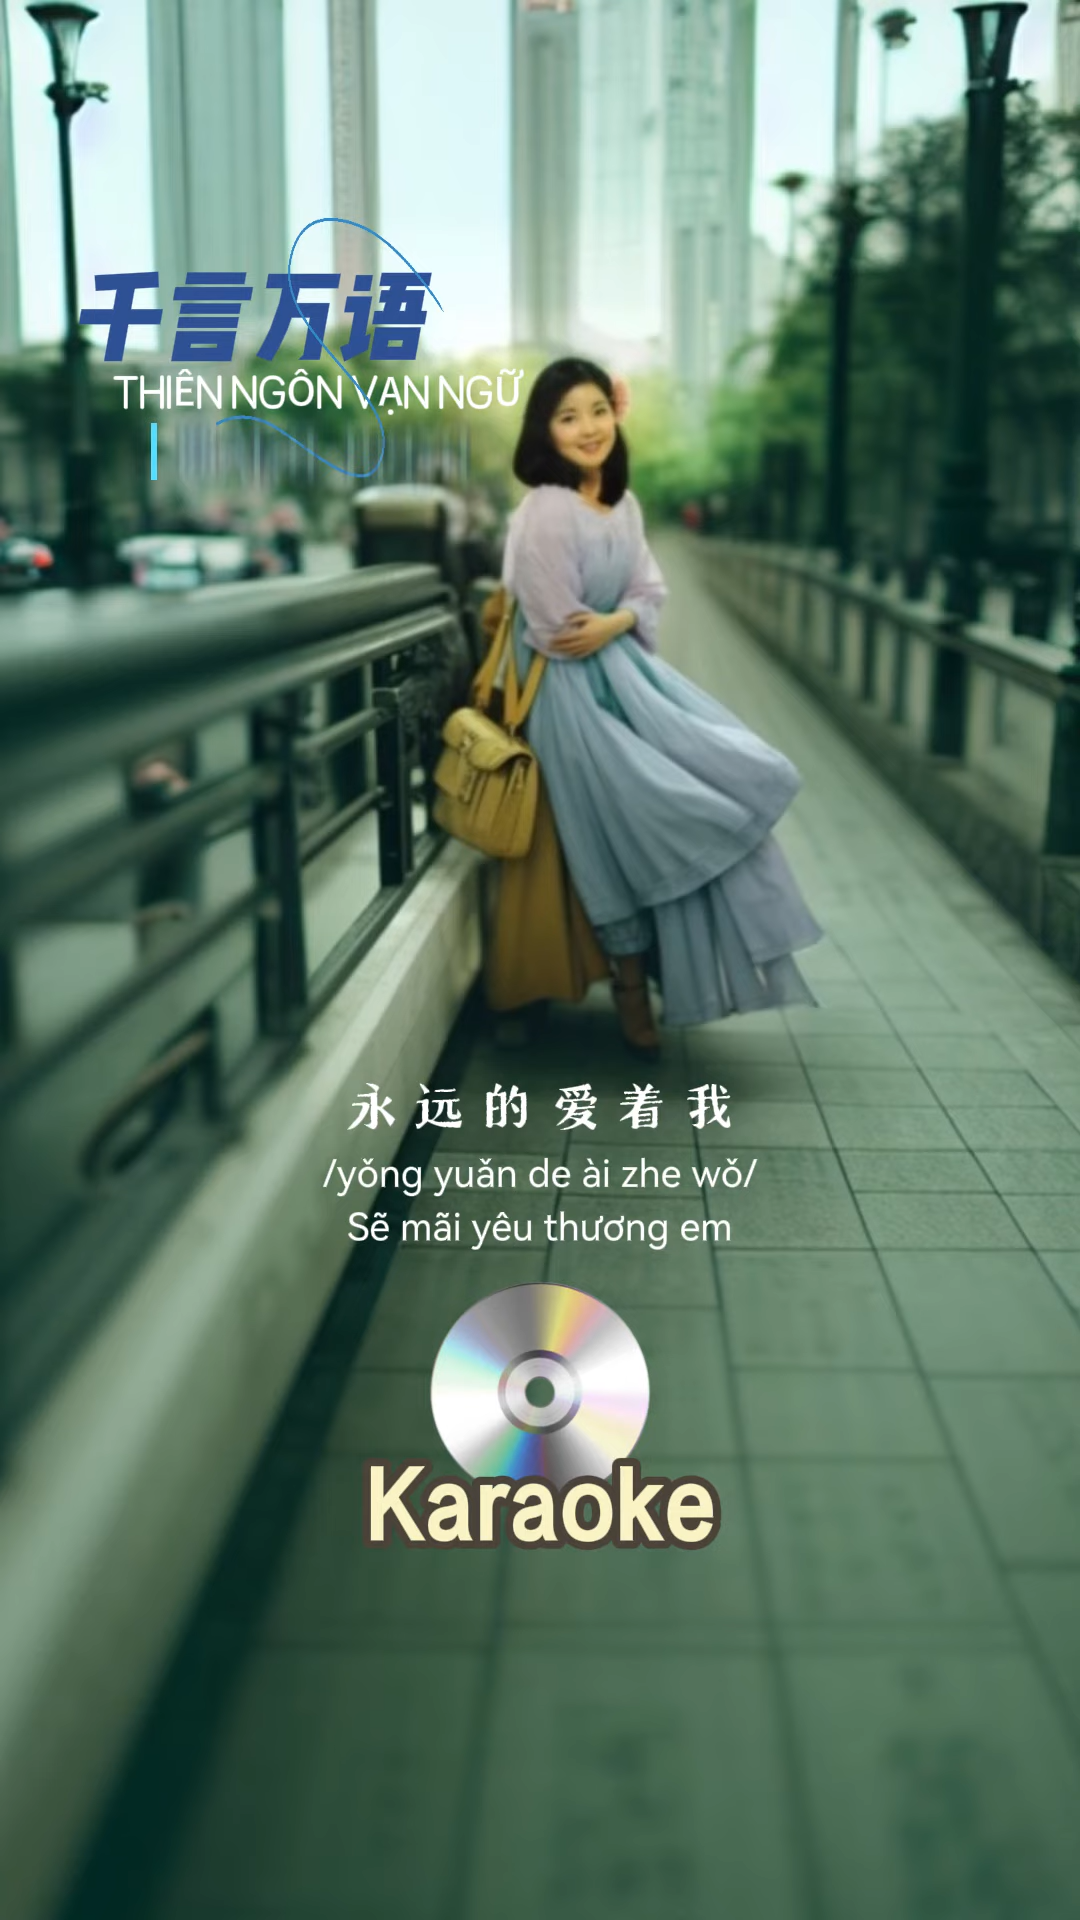 千言万语
THIÊN NGÔN VẠN NGỮ
永远的爱着我
/yǒng yuǎn de ài zhe wǒ/
Sẽ mãi yêu thương em
Karaoke